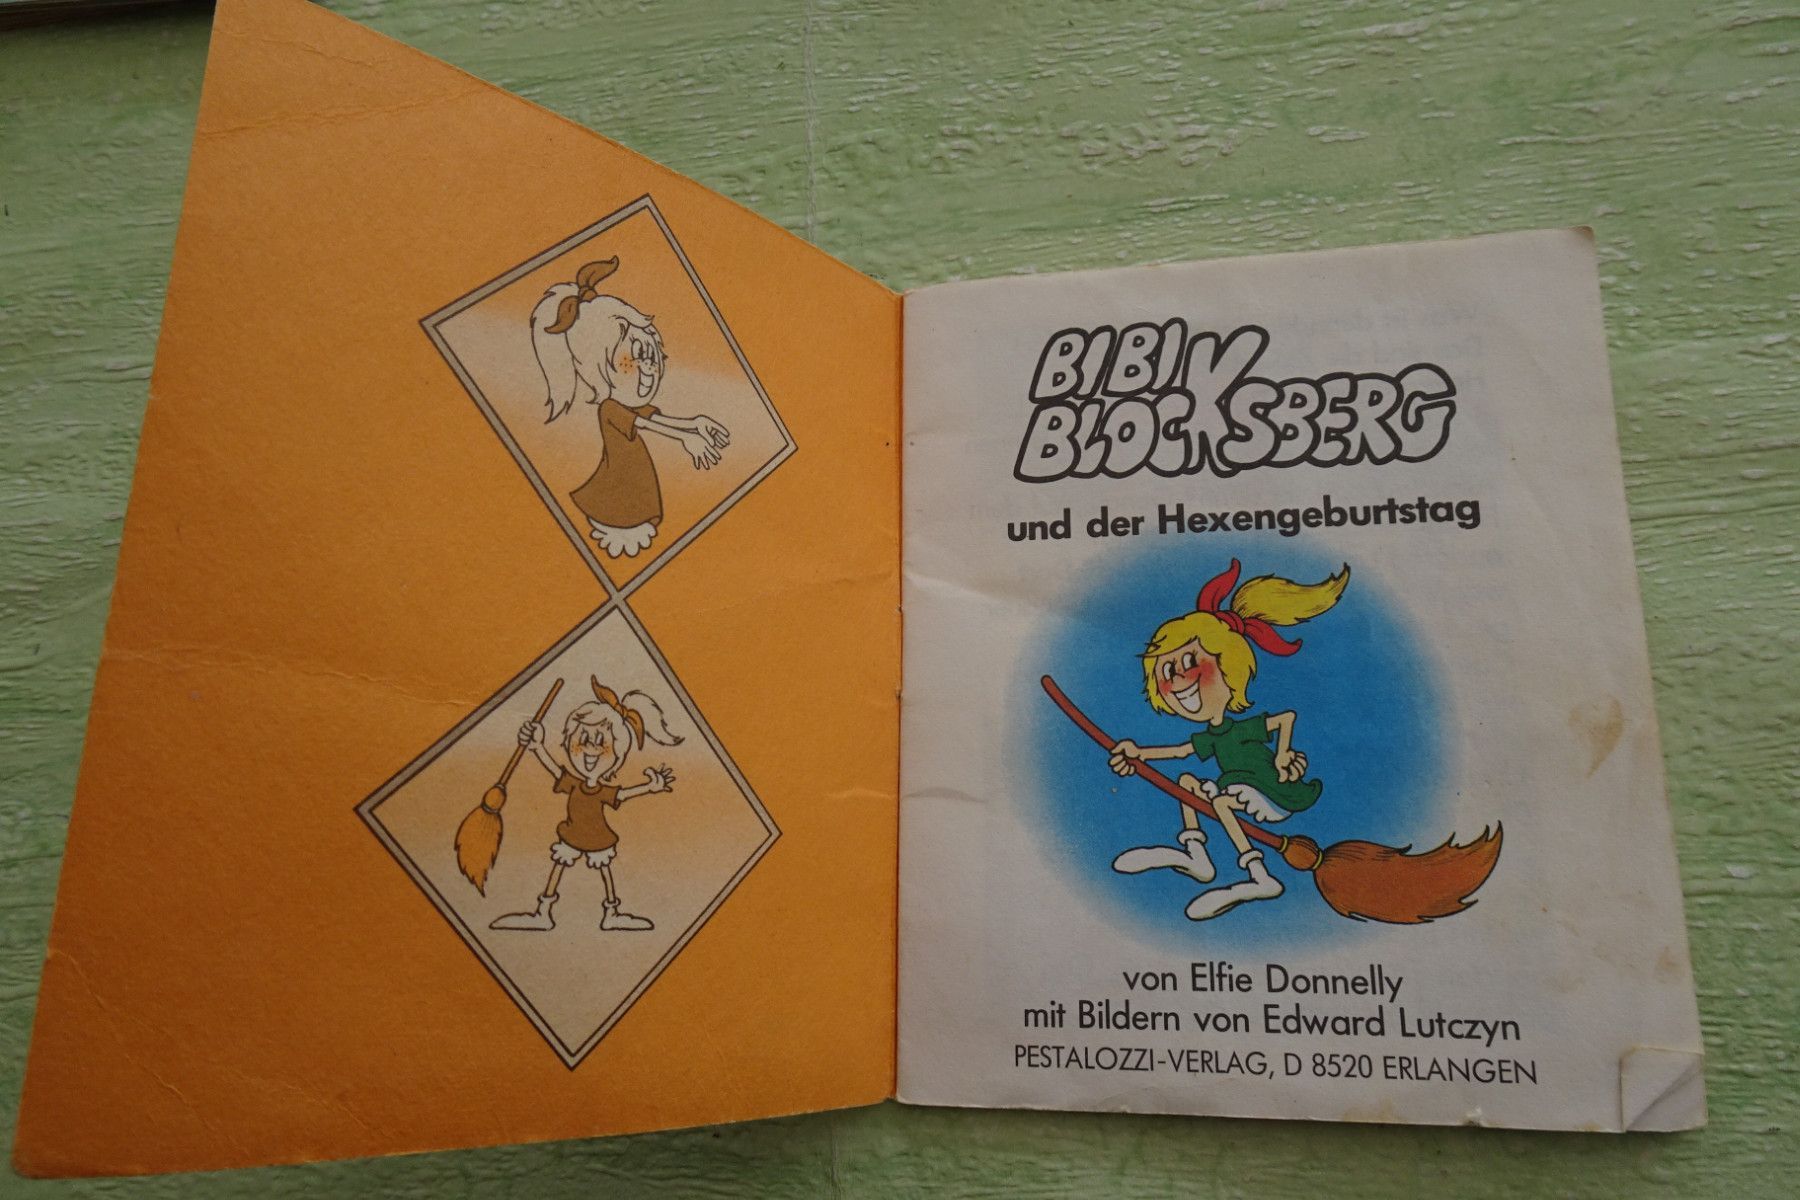 BIBI
BLOCKSBERG
und der Hexengeburtstag
von Elfie Donnelly
mit Bildern von Edward Lutczyn
PESTALOZZI-VERLAG, D 8520 ERLANGEN